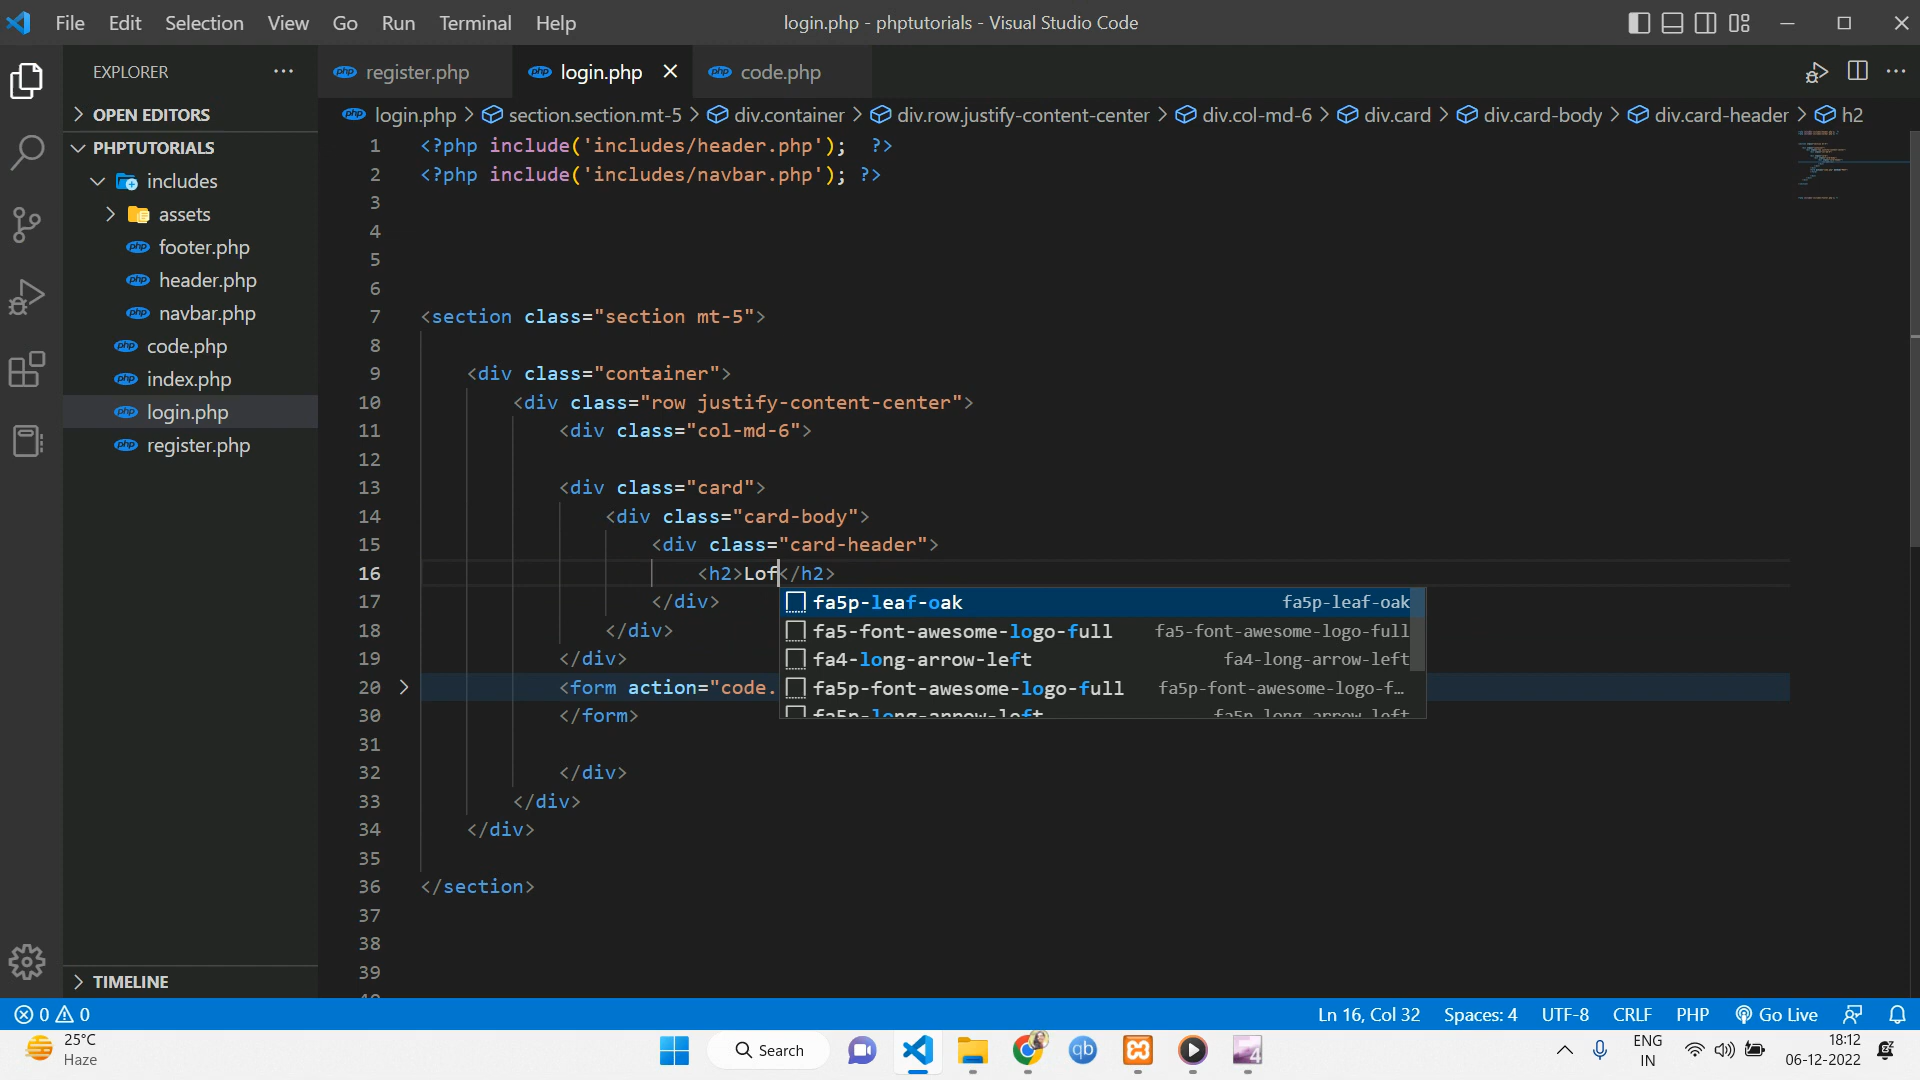 File Edit Selection View Go Run Terminal Help
login.php - phptutorials - Visual Studio Code
EXPLORER
OPEN EDITORS
PHPTUTORIALS
includes
assets
footer.php
header.php
navbar.php
code.php
index.php
login.php
register.php
TIMELINE
register.php login.php code.php
login.php > section.section.mt-5 > div.container > div.row.justify-content-center > div.col-md-6 > div.card > div.card-body > div.card-header > h2
1 <?php include('includes/header.php'); ?>
2 <?php include('includes/navbar.php'); ?>
3
4
5
6
7 <section class="section mt-5">
8
9 <div class="container">
10 <div class="row justify-content-center">
11 <div class="col-md-6">
12
13 <div class="card">
14 <div class="card-body">
15 <div class="card-header">
16 <h2>Lof</h2>
17 </div>
18 </div>
19 </div>
20 <form action="code.
30 </form>
31
32 </div>
33 </div>
34 </div>
35
36 </section>
37
38
39
fa5p-leaf-oak fa5p-leaf-oak
fa5-font-awesome-logo-full fa5-font-awesome-logo-full
fa4-long-arrow-left fa4-long-arrow-left
fa5p-font-awesome-logo-full fa5p-font-awesome-logo-f...
fa5p-long-arrow-left fa5p-long-arrow-left
0 0
Ln 16, Col 32 Spaces: 4 UTF-8 CRLF PHP Go Live
25°C
Haze
Search
qb
4
ENG
IN
18:12
06-12-2022